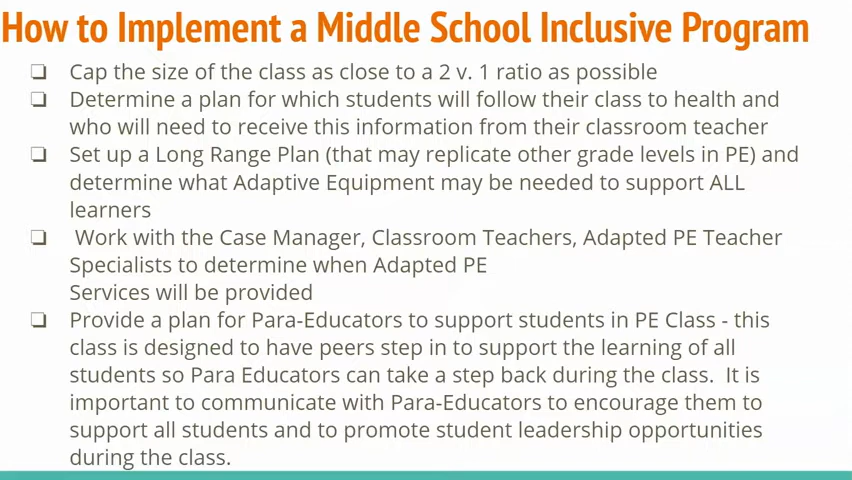 How to Implement a Middle School Inclusive Program
❏ Cap the size of the class as close to a 2 v. 1 ratio as possible
❏ Determine a plan for which students will follow their class to health and
who will need to receive this information from their classroom teacher
❏ Set up a Long Range Plan (that may replicate other grade levels in PE) and
determine what Adaptive Equipment may be needed to support ALL
learners
❏ Work with the Case Manager, Classroom Teachers, Adapted PE Teacher
Specialists to determine when Adapted PE
Services will be provided
❏ Provide a plan for Para-Educators to support students in PE Class - this
class is designed to have peers step in to support the learning of all
students so Para Educators can take a step back during the class. It is
important to communicate with Para-Educators to encourage them to
support all students and to promote student leadership opportunities
during the class.